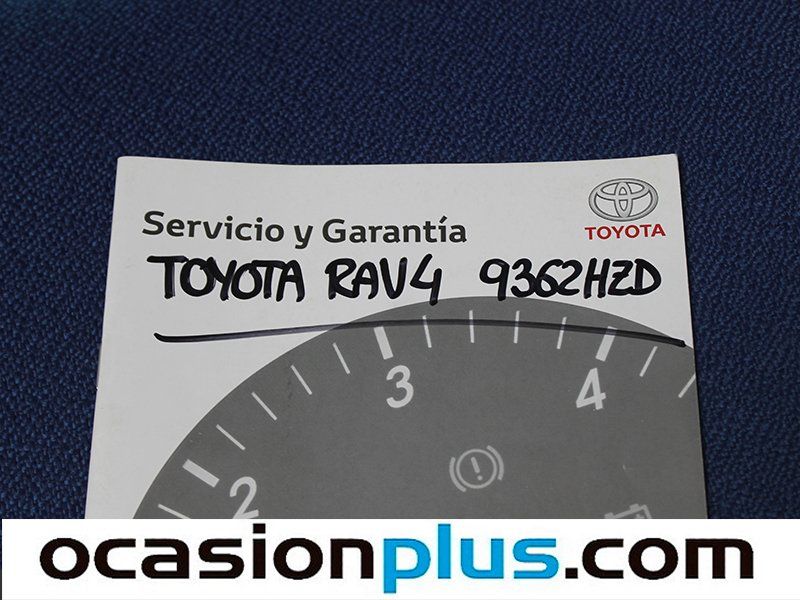 Servicio y Garantía
TOYOTA
TOYOTA RAV4 9362HZD
3
4
2
ocasionplus.com